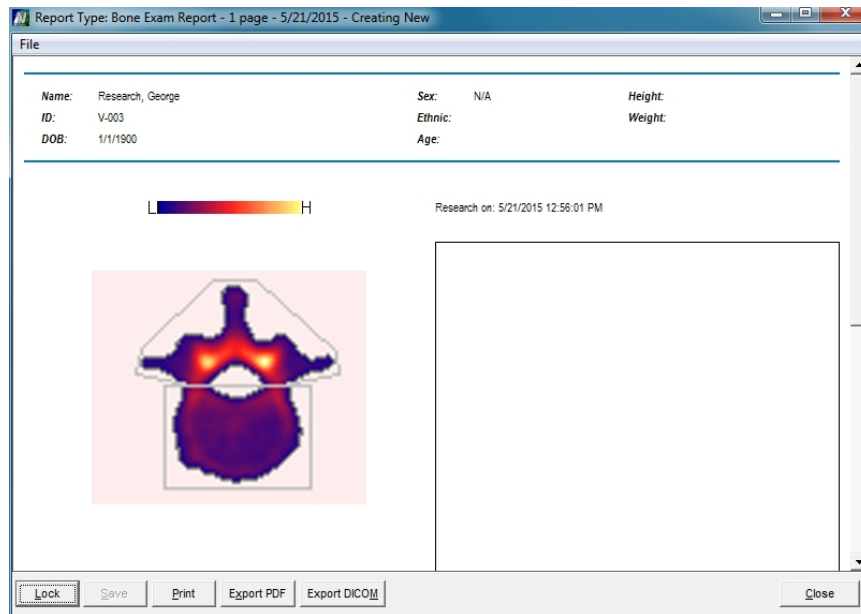 Report Type: Bone Exam Report - 1 page - 5/21/2015 - Creating New
File
Name: Research, George Sex: N/A Height:
ID: V-003 Ethnic: Weight:
DOB: 1/1/1900 Age:
L H
Research on: 5/21/2015 12:56:01 PM
Lock Save Print Export PDF Export DICOM Close